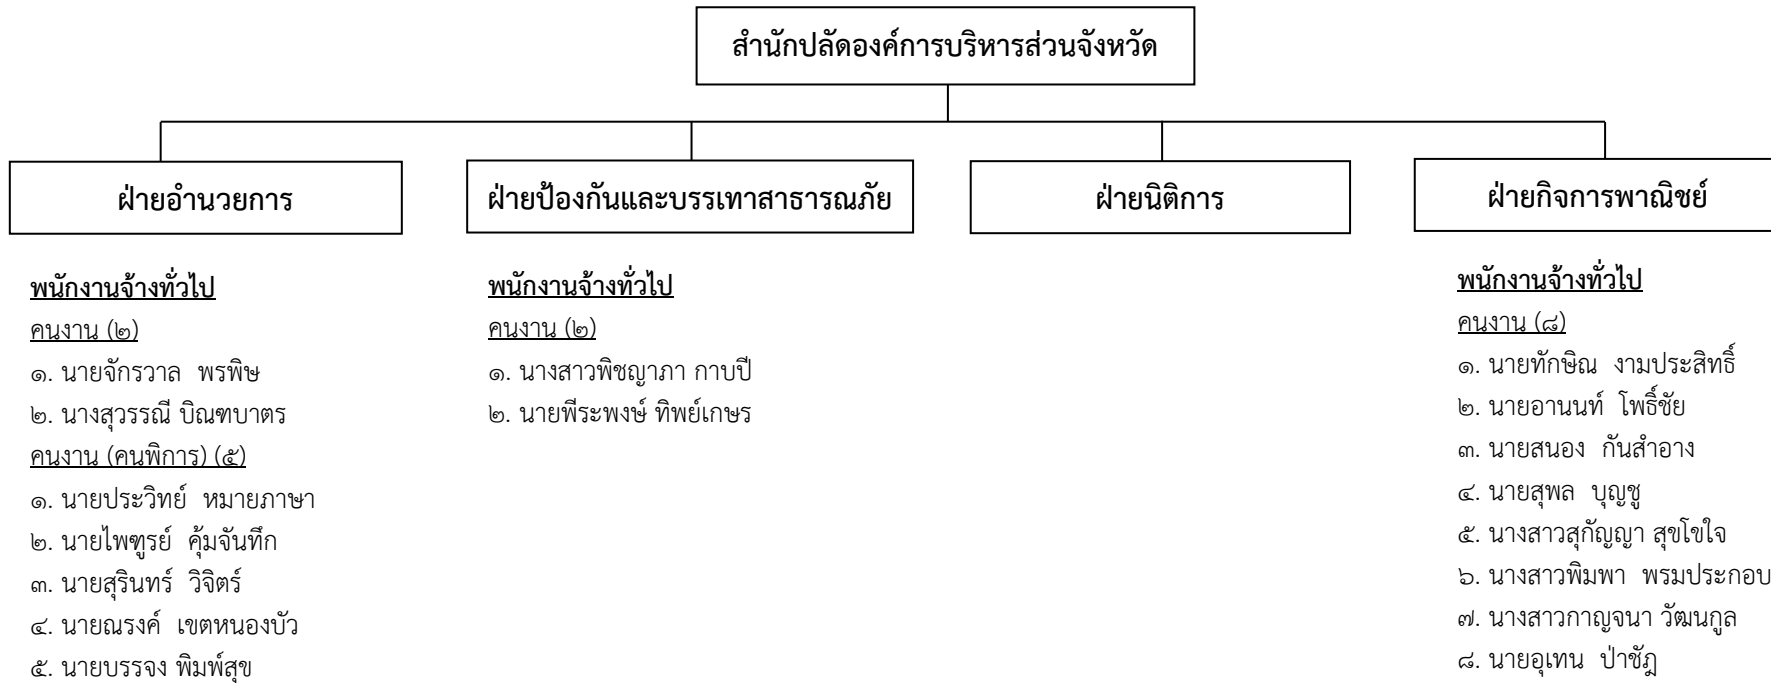 สำนักปลัดองค์การบริหารส่วนจังหวัด
ฝ่ายอำนวยการ
ฝ่ายป้องกันและบรรเทาสาธารณภัย
ฝ่ายนิติการ
ฝ่ายกิจการพาณิชย์
พนักงานจ้างทั่วไป
คนงาน (๒)
๑. นายจักรวาล พรพิษ
๒. นางสุวรรณี บิณฑบาตร
คนงาน (คนพิการ) (๕)
๑. นายประวิทย์ หมายภาษา
๒. นายไพฑูรย์ คุ้มจันทึก
๓. นายสุรินทร์ วิจิตร์
๔. นายณรงค์ เขตหนองบัว
๕. นายบรรจง พิมพ์สุข
พนักงานจ้างทั่วไป
คนงาน (๒)
๑. นางสาวพิชญาภา กาบปี
๒. นายพีระพงษ์ ทิพย์เกษร
พนักงานจ้างทั่วไป
คนงาน (๘)
๑. นายทักษิณ งามประสิทธิ์
๒. นายอานนท์ โพธิ์ชัย
๓. นายสนอง กันสำอาง
๔. นายสุพล บุญชู
๕. นางสาวสุกัญญา สุขโขใจ
๖. นางสาวพิมพา พรมประกอบ
๗. นางสาวกาญจนา วัฒนกูล
๘. นายอุเทน ป่าชัฎ